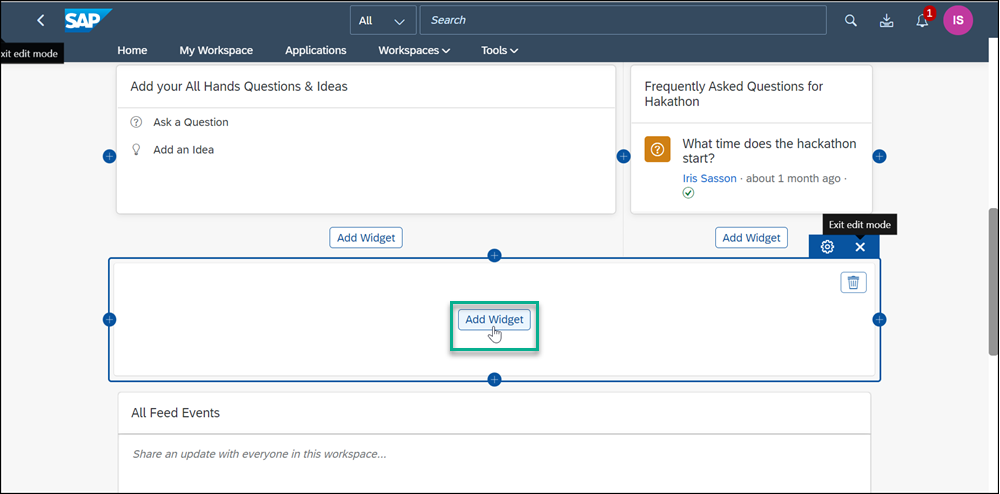 SAP
All
Search
1
IS
xit edit mode
Home
My Workspace
Applications
Workspaces
Tools
Add your All Hands Questions & Ideas
Ask a Question
Add an Idea
Frequently Asked Questions for
Hakathon
What time does the hackathon
start?
Iris Sasson · about 1 month ago ·
Add Widget
Add Widget
Exit edit mode
Add Widget
All Feed Events
Share an update with everyone in this workspace...